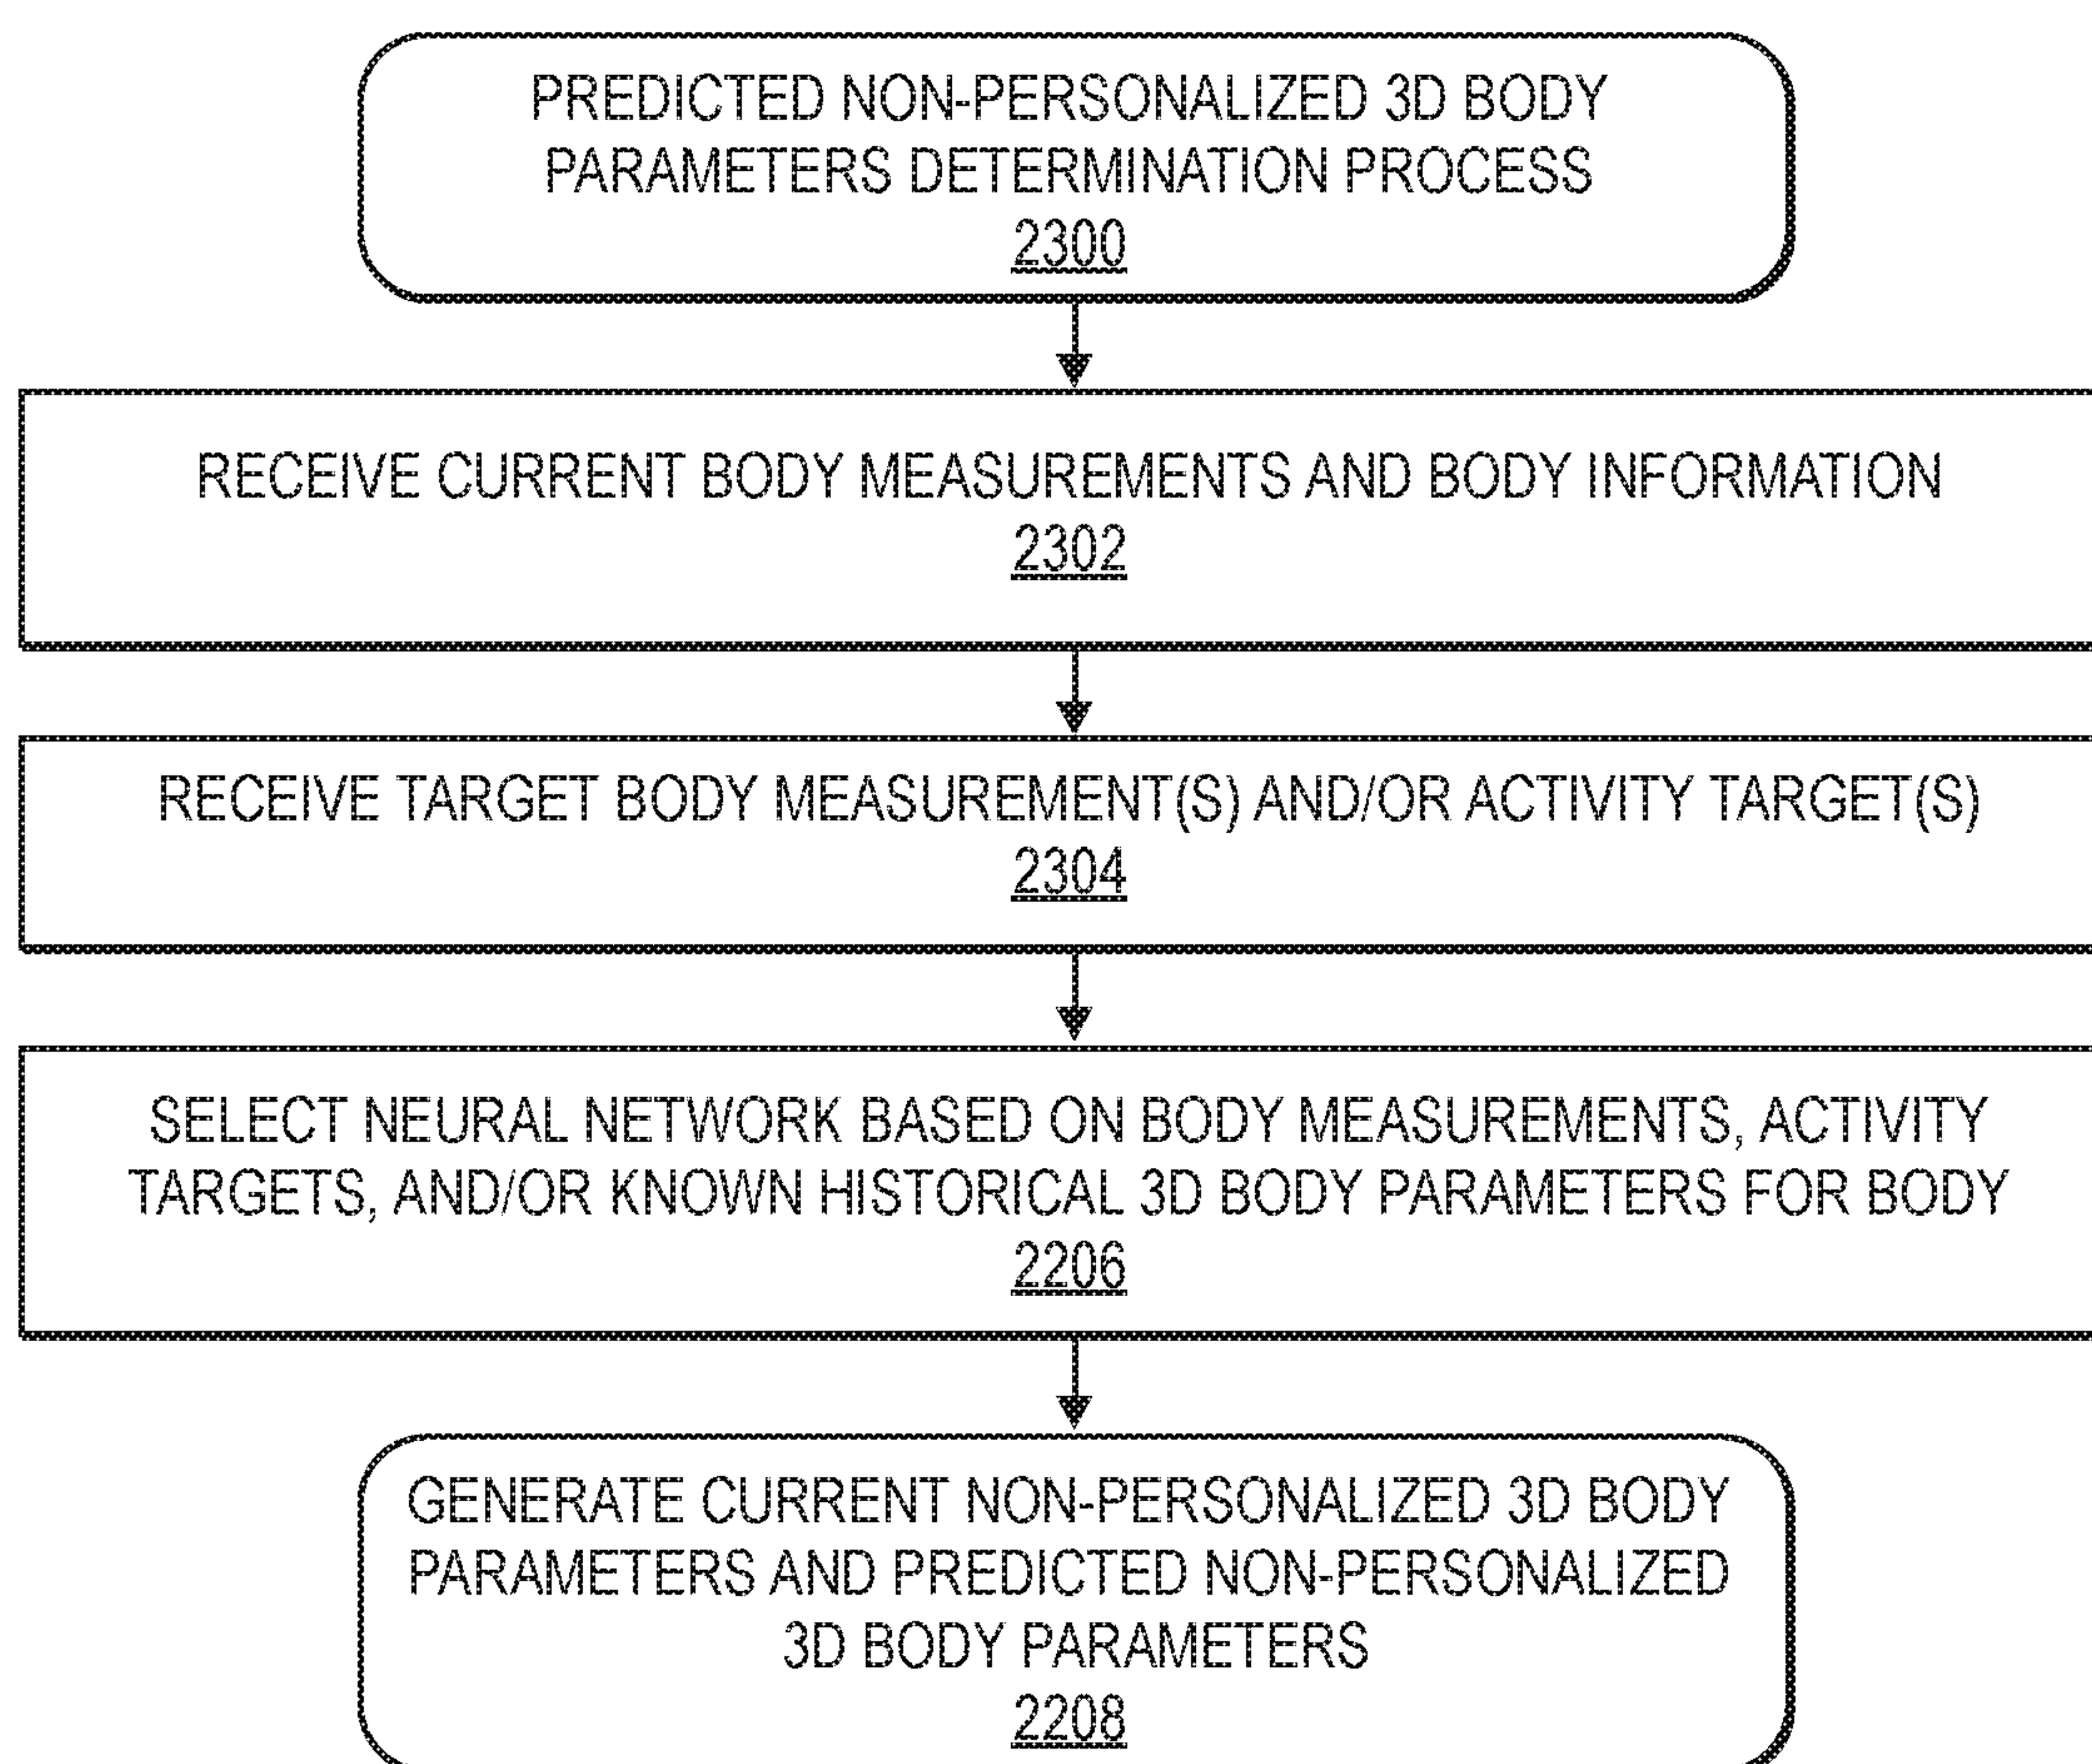 PREDICTED NON-PERSONALIZED 3D BODY
PARAMETERS DETERMINATION PROCESS
2300
RECEIVE CURRENT BODY MEASUREMENTS AND BODY INFORMATION
2302
RECEIVE TARGET BODY MEASUREMENT(S) AND/OR ACTIVITY TARGET(S)
2304
SELECT NEURAL NETWORK BASED ON BODY MEASUREMENTS, ACTIVITY
TARGETS, AND/OR KNOWN HISTORICAL 3D BODY PARAMETERS FOR BODY
2206
GENERATE CURRENT NON-PERSONALIZED 3D BODY
PARAMETERS AND PREDICTED NON-PERSONALIZED
3D BODY PARAMETERS
2208